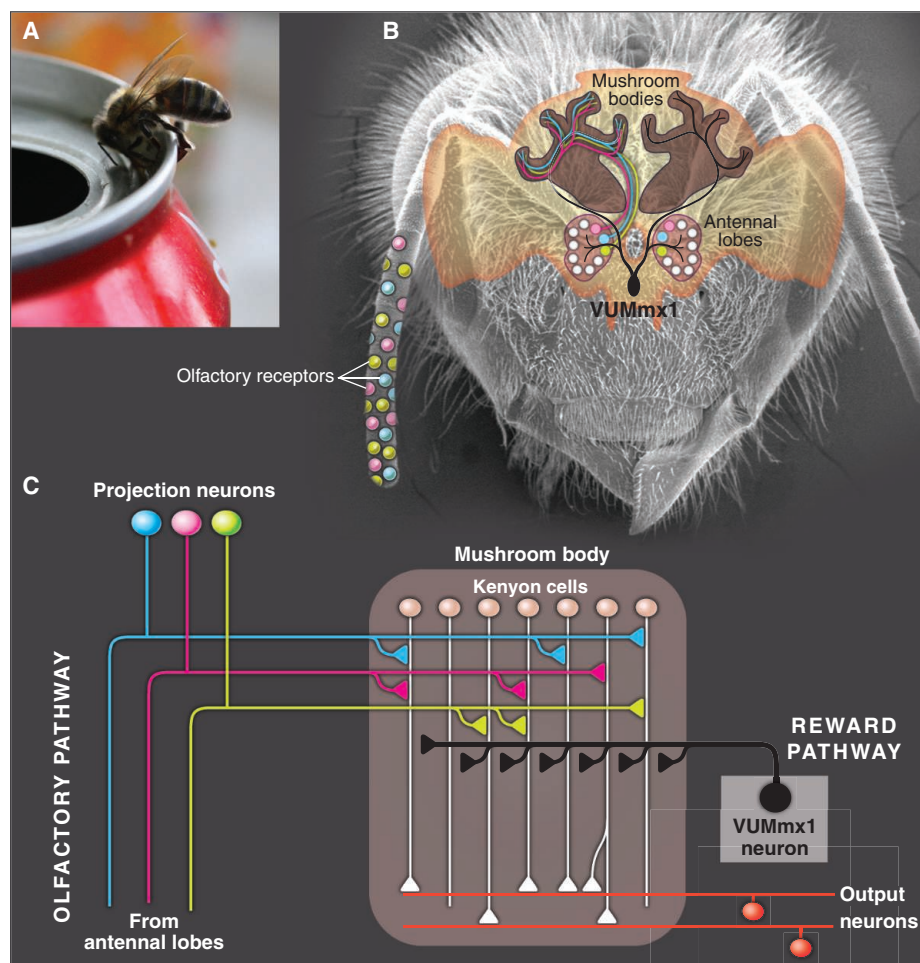 A
B
Mushroom
bodies
Antennal
lobes
VUMmx1
Olfactory receptors
C
Projection neurons
Mushroom body
Kenyon cells
OLFACTORY PATHWAY
REWARD
PATHWAY
VUMmx1
neuron
Output
neurons
From
antennal lobes